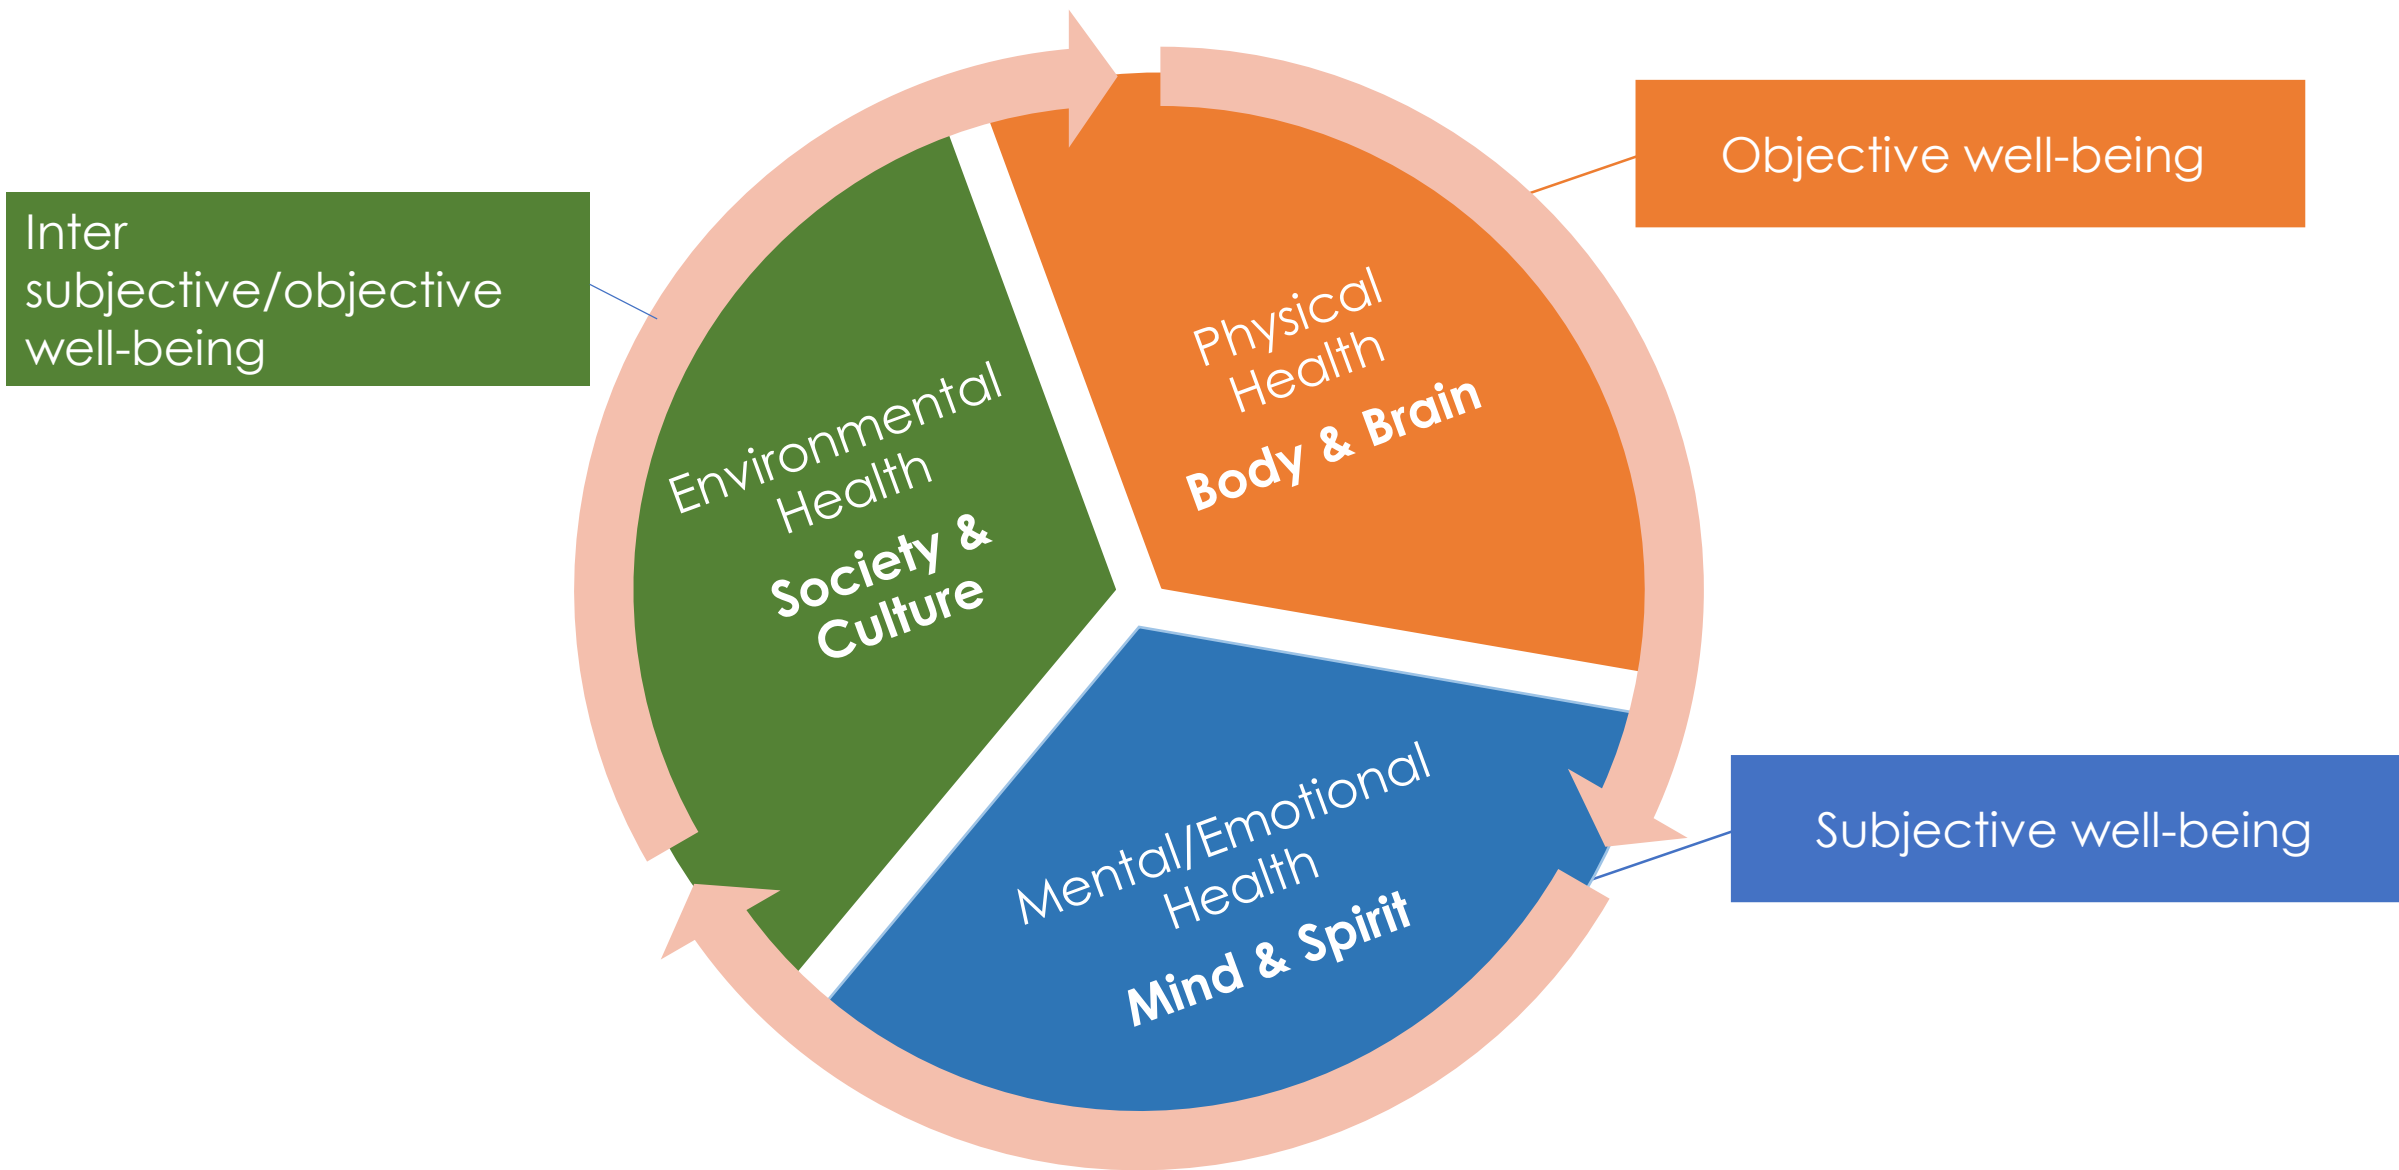 Objective well-being
Inter
subjective/objective
well-being
Physical
Health
Body & Brain
Environmental
Health
Society &
Culture
Mental/Emotional
Health
Mind & Spirit
Subjective well-being